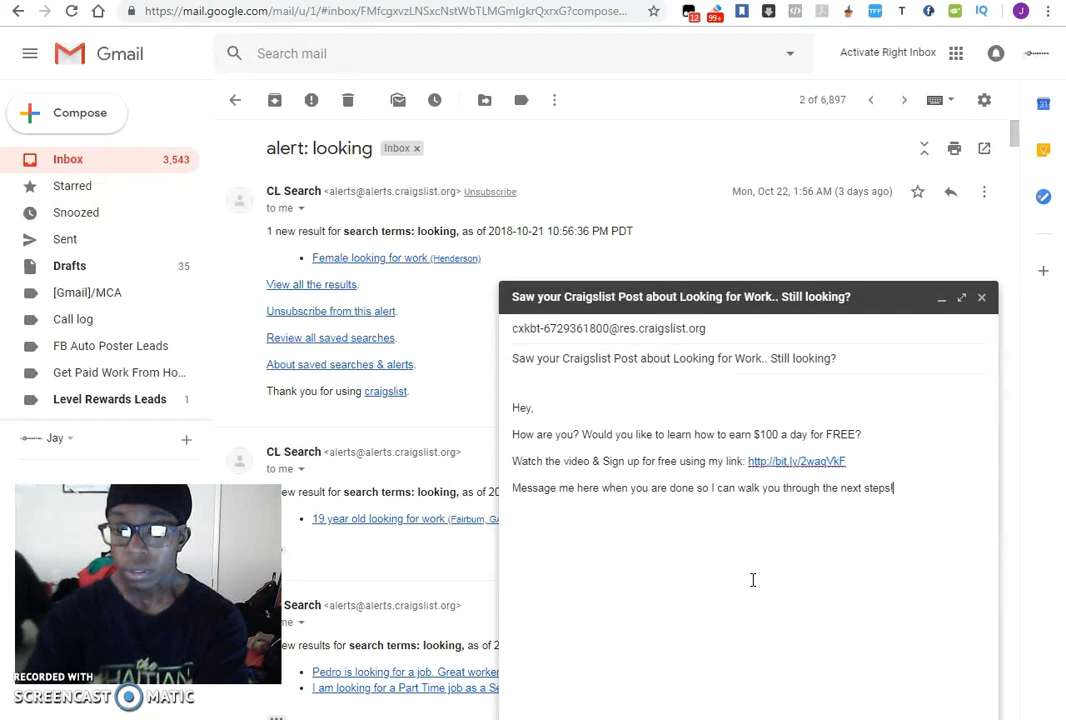 https://mail.google.com/mail/u/1/#inbox/FMfcgxvzLNSxcNstWbTLMGmlgkrQxrxG?compose...
12
99+
TFF
T
IQ
J
Gmail
Search mail
Activate Right Inbox
Compose
2 of 6,897
Inbox 3,543
Starred
Snoozed
Sent
Drafts 35
[Gmail]/MCA
Call log
FB Auto Poster Leads
Get Paid Work From Ho...
Level Rewards Leads 1
Jay
alert: looking Inbox x
31
CL Search <alerts@alerts.craigslist.org> Unsubscribe
Mon, Oct 22, 1:56 AM (3 days ago)
to me
1 new result for search terms: looking, as of 2018-10-21 10:56:36 PM PDT
Female looking for work (Henderson)
View all the results.
Unsubscribe from this alert.
Review all saved searches.
About saved searches & alerts.
Thank you for using craigslist.
CL Search <alerts@alerts.craigslist.org>
to me
1 new result for search terms: looking, as of 20
19 year old looking for work (Fairburn, GA
Search <alerts@alerts.craigslist.org>
me
ew results for search terms: looking, as of 2
Pedro is looking for a job. Great worker
I am looking for a Part Time job as a Se
Saw your Craigslist Post about Looking for Work.. Still looking?
cxkbt-6729361800@res.craigslist.org
Saw your Craigslist Post about Looking for Work.. Still looking?
Hey,
How are you? Would you like to learn how to earn $100 a day for FREE?
Watch the video & Sign up for free using my link: http://bit.ly/2waqVkF
Message me here when you are done so I can walk you through the next steps!
the
HAITIAN
RECORDED WITH
SCREENCAST MATIC